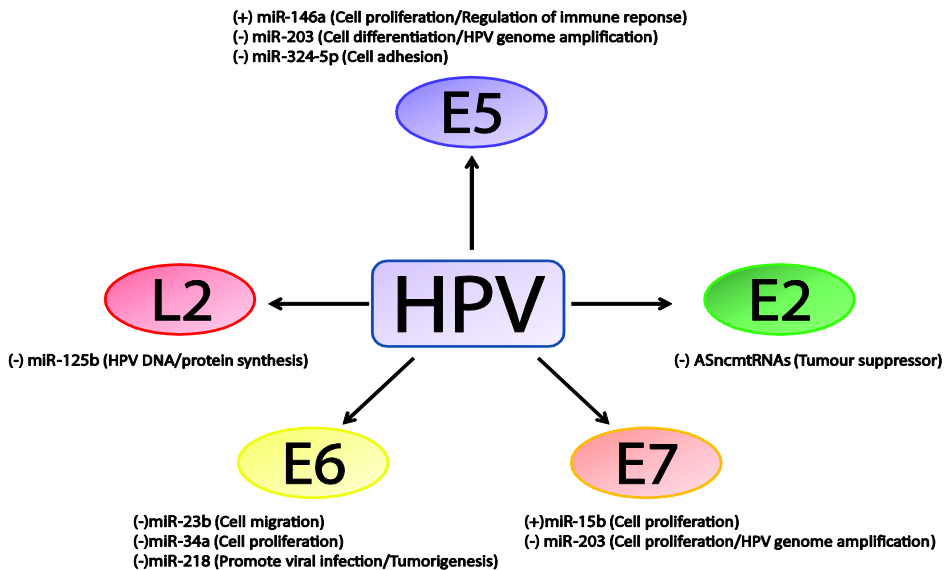 (+) miR-146a (Cell proliferation/Regulation of immune reponse)
(-) miR-203 (Cell differentiation/HPV genome amplification)
(-) miR-324-5p (Cell adhesion)
E5
L2
HPV
E2
(-) miR-125b (HPV DNA/protein synthesis)
(-) ASncmtRNAs (Tumour suppressor)
E6
E7
(-)miR-23b (Cell migration)
(-)miR-34a (Cell proliferation)
(-)miR-218 (Promote viral infection/Tumorigenesis)
(+)miR-15b (Cell proliferation)
(-) miR-203 (Cell proliferation/HPV genome amplification)